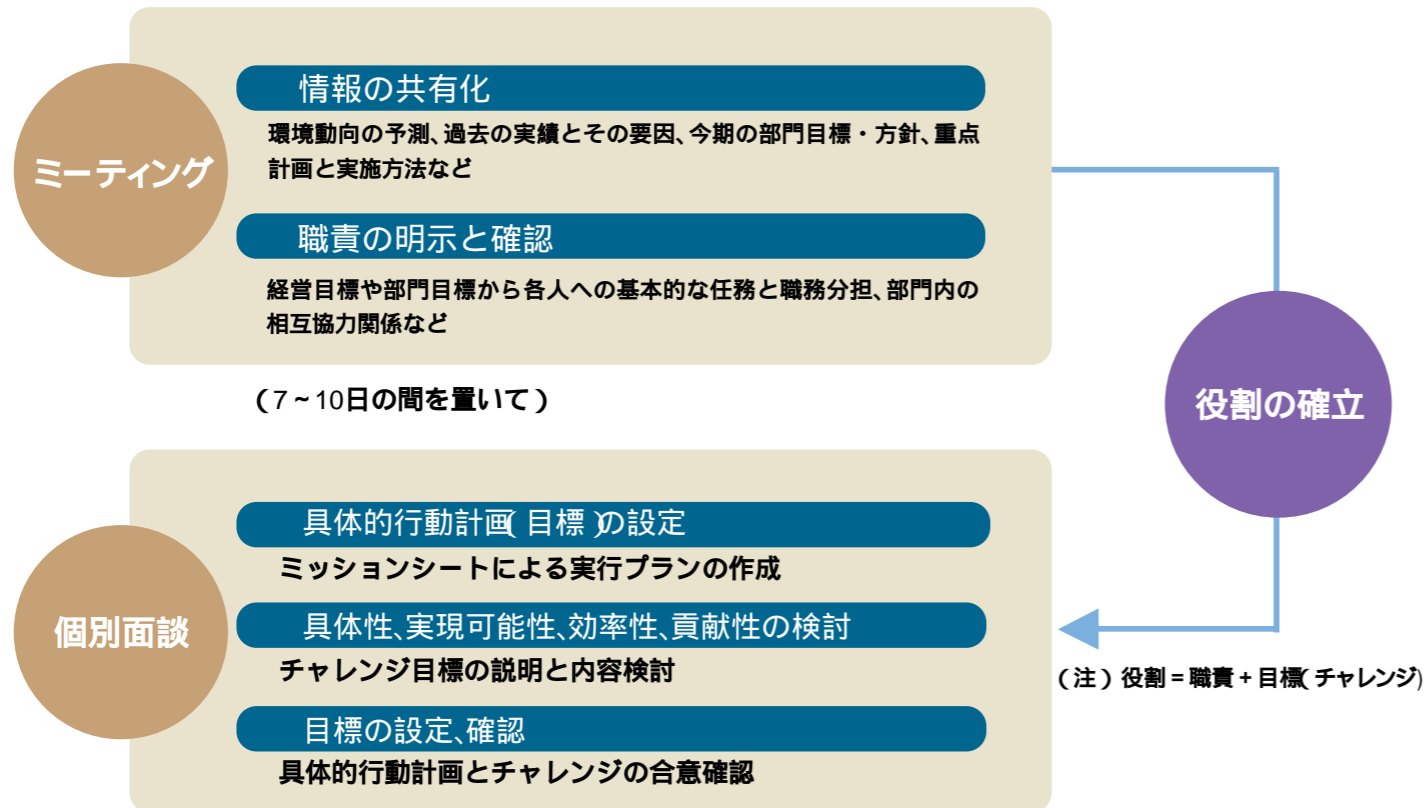 ミーティング
情報の共有化
環境動向の予測、過去の実績とその要因、今期の部門目標・方針、重点
計画と実施方法など
職責の明示と確認
経営目標や部門目標から各人への基本的な任務と職務分担、部門内の
相互協力関係など
（7~10日の間を置いて）
役割の確立
個別面談
具体的行動計画(目標)の設定
ミッションシートによる実行プランの作成
具体性、実現可能性、効率性、貢献性の検討
チャレンジ目標の説明と内容検討
目標の設定、確認
具体的行動計画とチャレンジの合意確認
（注）役割=職責+目標(チャレンジ)